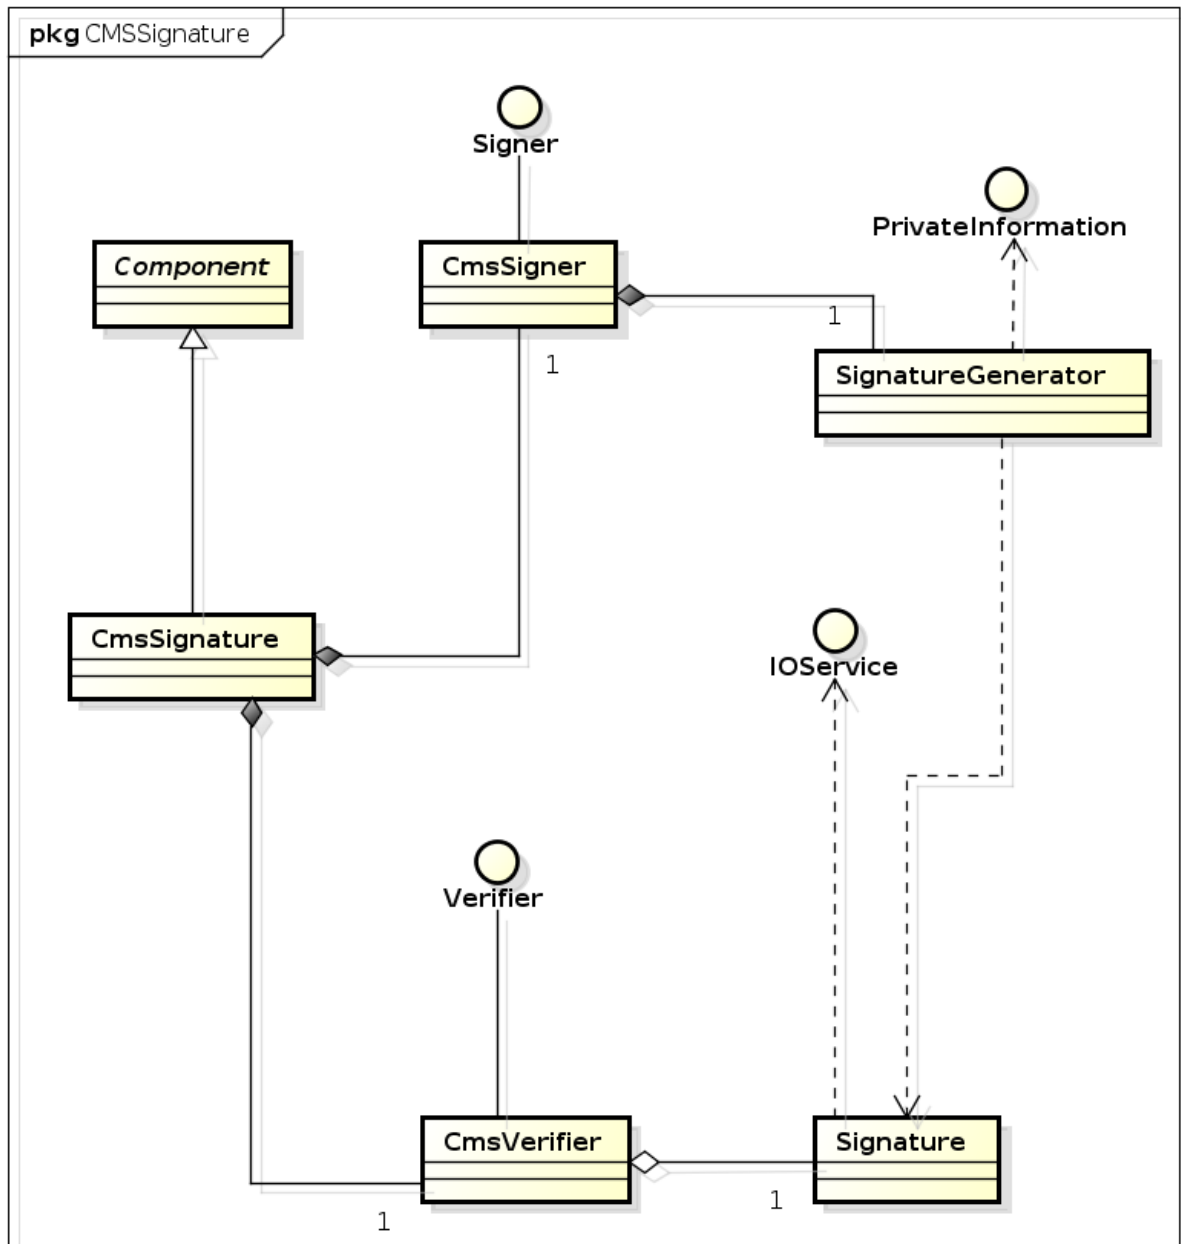 pkg CMSSignature
Signer
PrivateInformation
Component
CmsSigner
1
1
SignatureGenerator
CmsSignature
IOService
Verifier
CmsVerifier
Signature
1
1